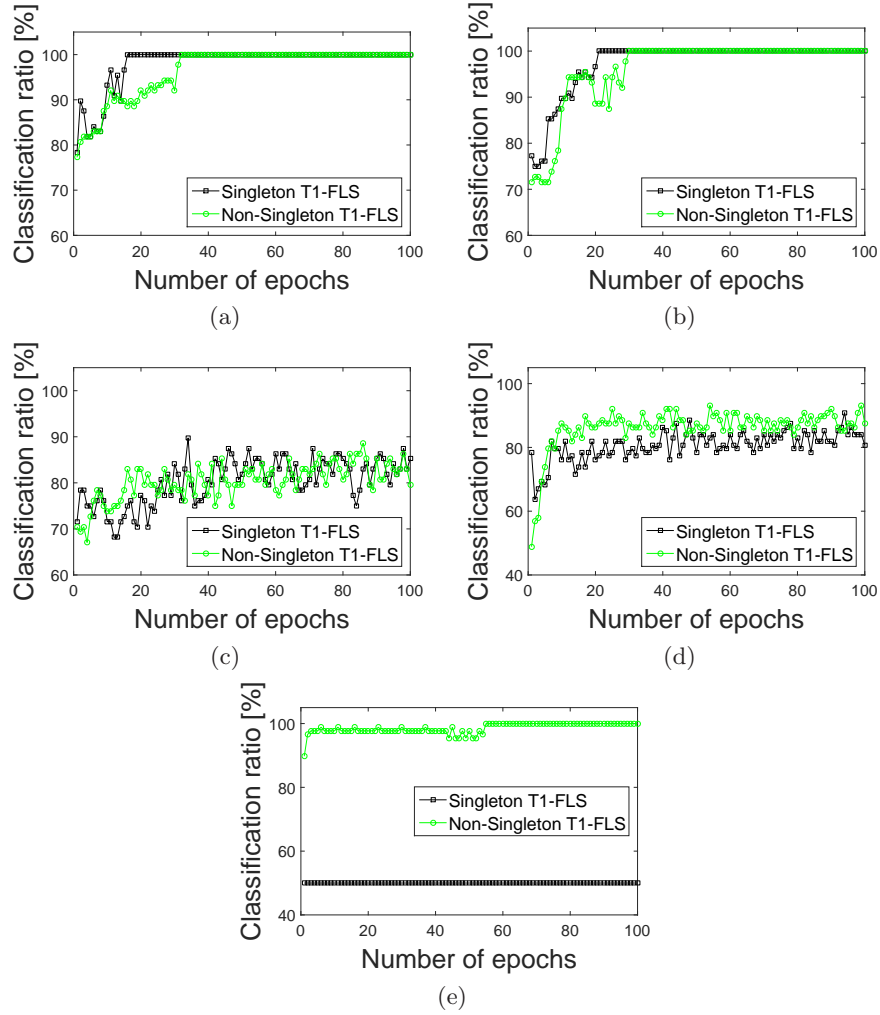 Classification ratio [%]
100
90
80
70
60
0 20 40 60 80 100
Number of epochs
Singleton T1-FLS
Non-Singleton T1-FLS
(a)
Classification ratio [%]
100
90
80
70
60
0 20 40 60 80 100
Number of epochs
Singleton T1-FLS
Non-Singleton T1-FLS
(b)
Classification ratio [%]
100
90
80
70
60
0 20 40 60 80 100
Number of epochs
Singleton T1-FLS
Non-Singleton T1-FLS
(c)
Classification ratio [%]
100
80
60
40
0 20 40 60 80 100
Number of epochs
Singleton T1-FLS
Non-Singleton T1-FLS
(d)
Classification ratio [%]
100
80
60
40
0 20 40 60 80 100
Number of epochs
Singleton T1-FLS
Non-Singleton T1-FLS
(e)